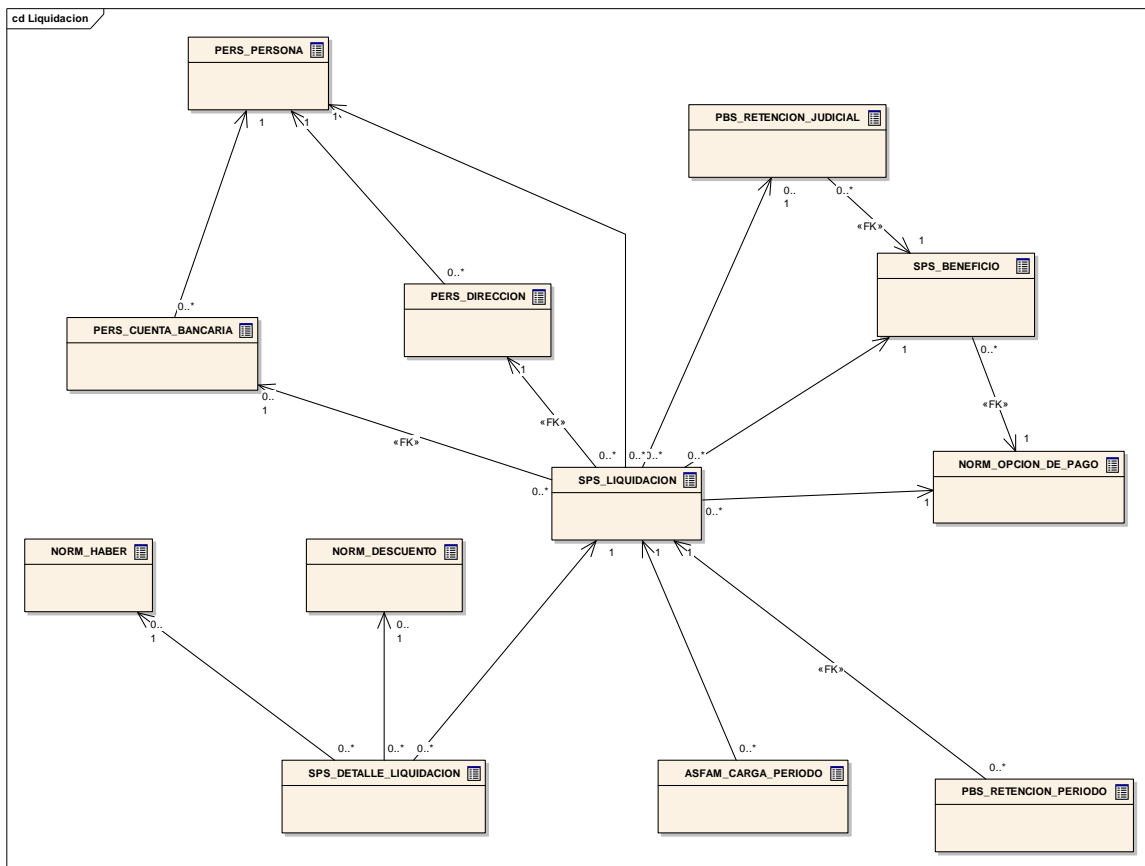 cd Liquidacion
PERS_PERSONA
1
1
1
PBS_RETENCION_JUDICIAL
0..
1
0..*
«FK»
1
SPS_BENEFICIO
1
0..*
0..*
PERS_DIRECCION
1
0..*
PERS_CUENTA_BANCARIA
0..
1
«FK»
«FK»
«FK»
1
0..*
0..*
0..*
0..*
NORM_OPCION_DE_PAGO
SPS_LIQUIDACION
0..*
0..*
1
NORM_HABER
NORM_DESCUENTO
1
1
1
0..
1
0..
1
«FK»
0..*
0..*
0..*
0..*
0..*
SPS_DETALLE_LIQUIDACION
ASFAM_CARGA_PERIODO
PBS_RETENCION_PERIODO